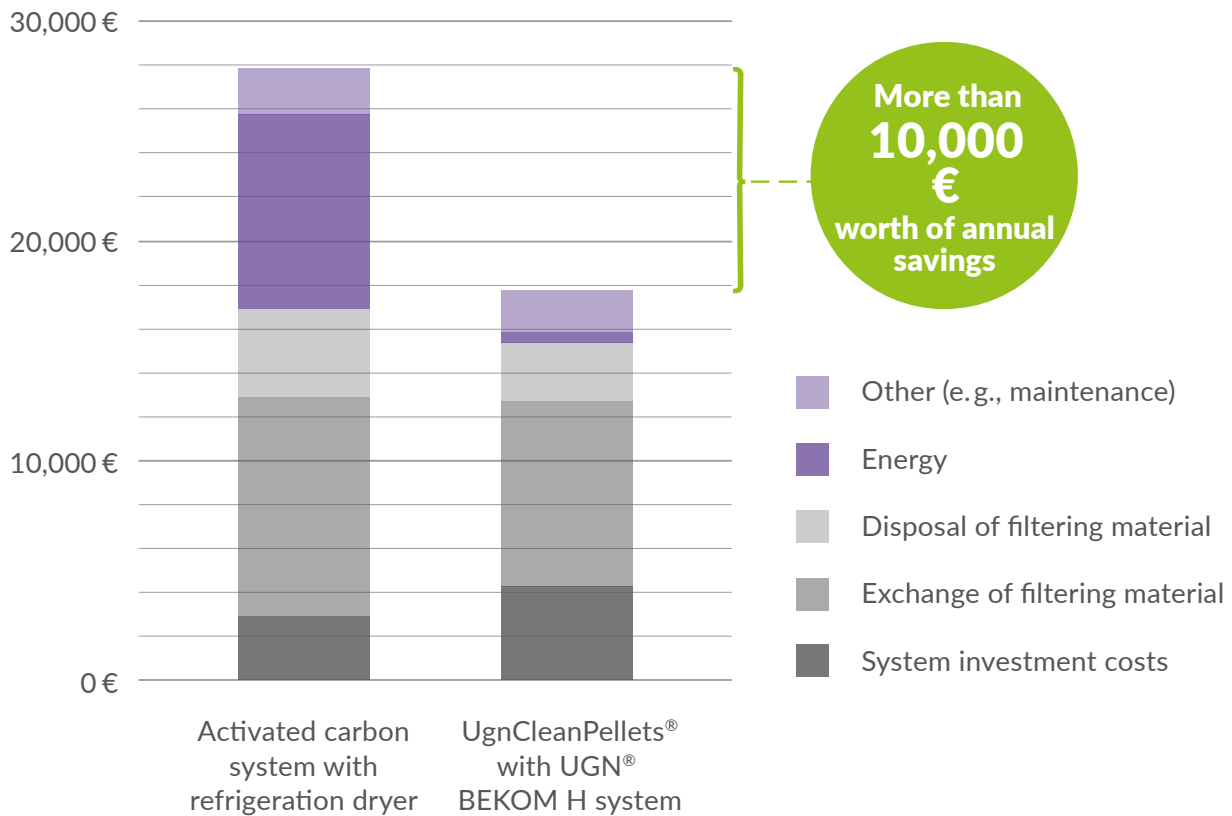 30,000 €
20,000 €
10,000 €
0 €
Activated carbon
system with
refrigeration dryer
UgnCleanPellets®
with UGN®
BEKOM H system
More than
10,000
€
worth of annual
savings
Other (e. g., maintenance)
Energy
Disposal of filtering material
Exchange of filtering material
System investment costs